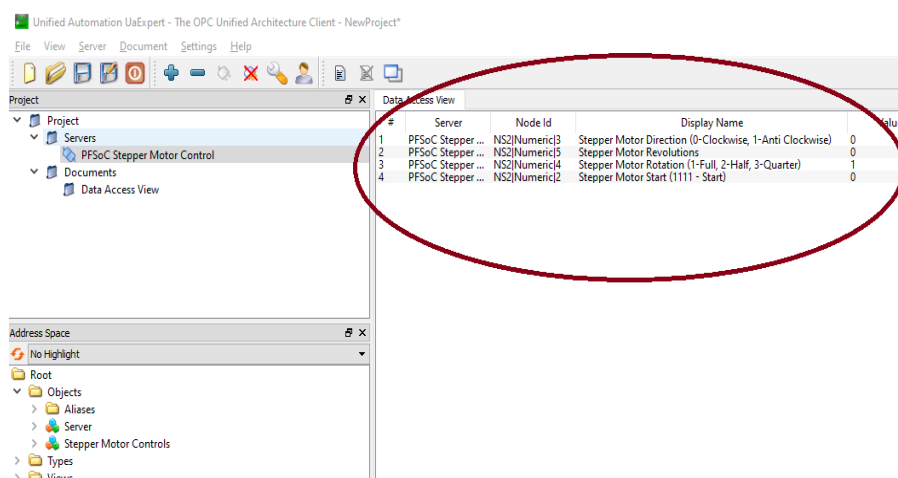 Unified Automation UaExpert - The OPC Unified Architecture Client - NewProject*
File View Server Document Settings Help
Project
Project
Servers
PFSoC Stepper Motor Control
Documents
Data Access View
Address Space
No Highlight
Root
Objects
Aliases
Server
Stepper Motor Controls
Types
Views
Data Access View
# Server Node Id Display Name Valu
1 PFSoC Stepper ... NS2|Numeric|3 Stepper Motor Direction (0-Clockwise, 1-Anti Clockwise) 0
2 PFSoC Stepper ... NS2|Numeric|5 Stepper Motor Revolutions 0
3 PFSoC Stepper ... NS2|Numeric|4 Stepper Motor Rotation (1-Full, 2-Half, 3-Quarter) 1
4 PFSoC Stepper ... NS2|Numeric|2 Stepper Motor Start (1111 - Start) 0